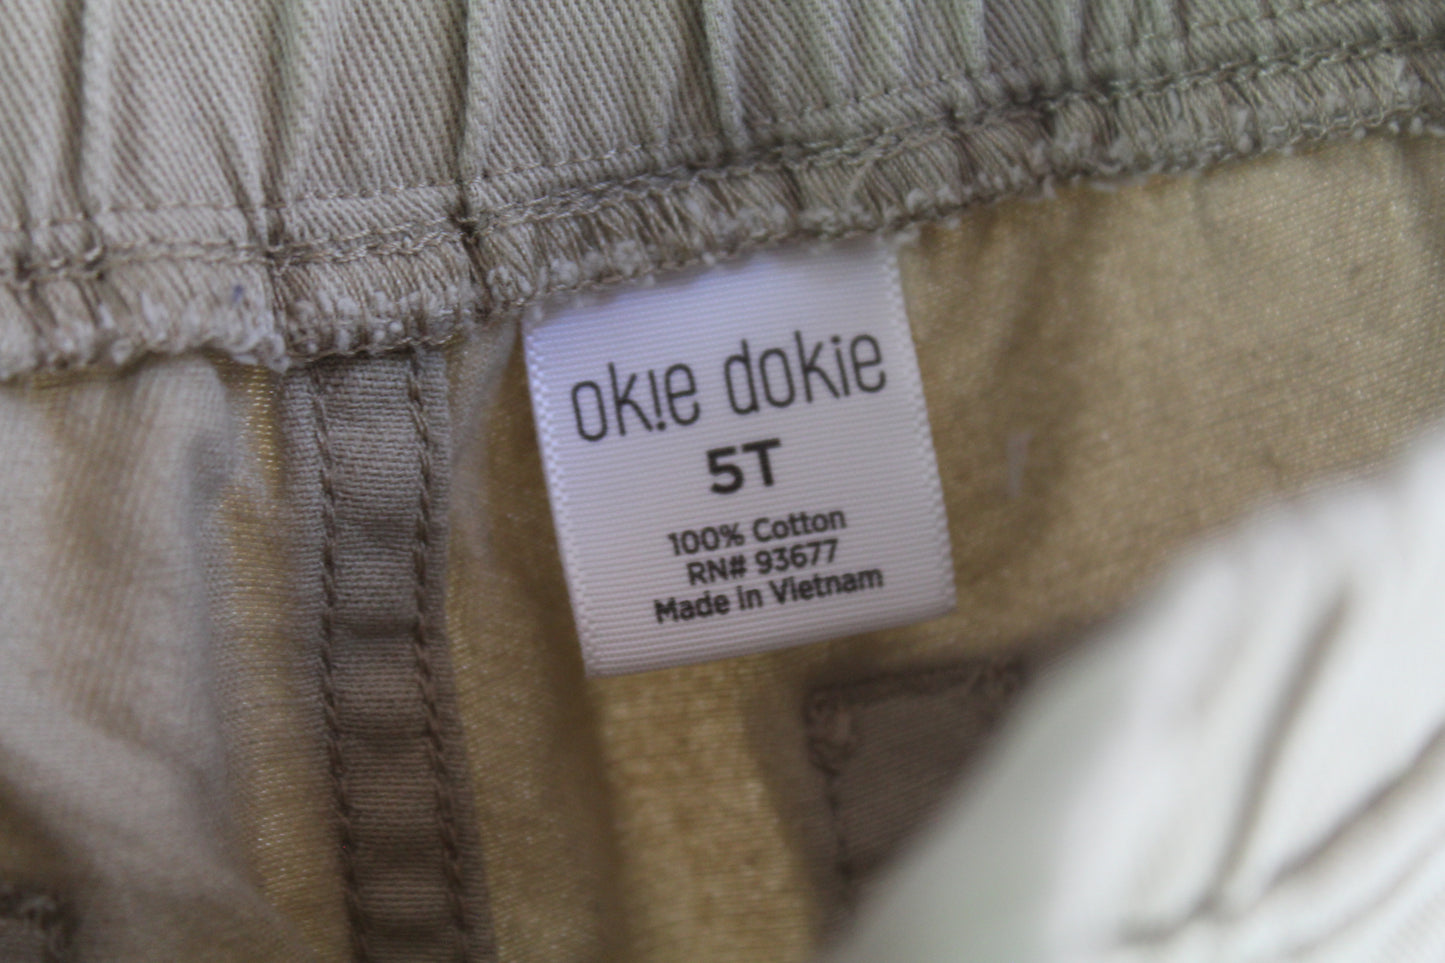 ok!e dokie
5T
100% Cotton
RN# 93677
Made in Vietnam